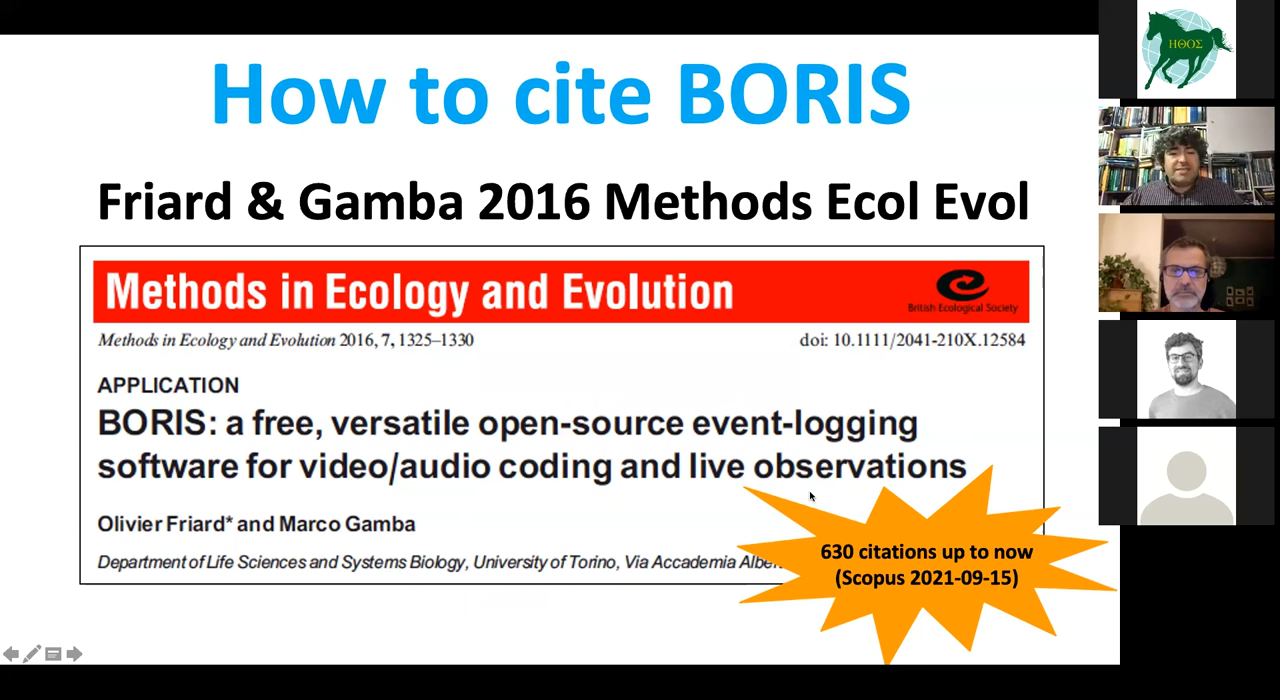 How to cite BORIS
Friard & Gamba 2016 Methods Ecol Evol
Methods in Ecology and Evolution
British Ecological Society
Methods in Ecology and Evolution 2016, 7, 1325–1330
doi: 10.1111/2041-210X.12584
APPLICATION
BORIS: a free, versatile open-source event-logging
software for video/audio coding and live observations
Olivier Friard* and Marco Gamba
Department of Life Sciences and Systems Biology, University of Torino, Via Accademia
630 citations up to now
(Scopus 2021-09-15)
ΗΘΟΣ